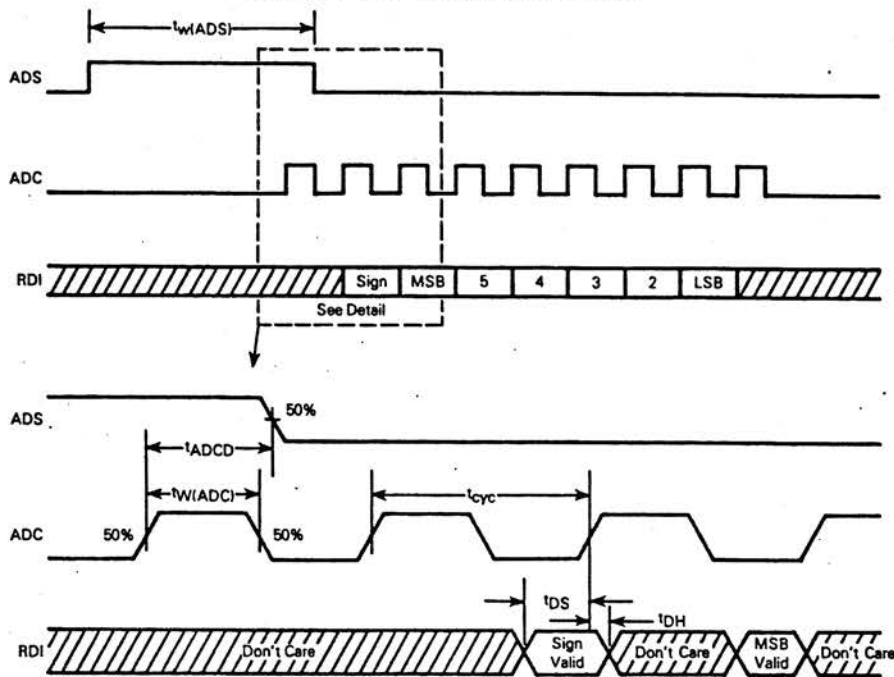 tw(ADS)
ADS
ADC
RDI Sign MSB 5 4 3 2 LSB
See Detail
ADS 50%
tADCD
tW(ADC) tcyc
ADC 50% 50%
tDS
tDH
RDI Don't Care Sign Valid Don't Care MSB Valid Don't Care